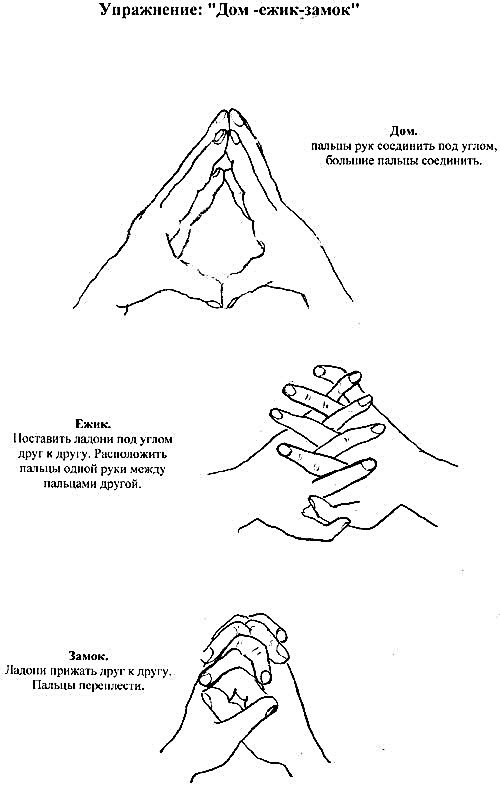 Упражнение: "Дом -ежик-замок"
Дом.
пальцы рук соединить под углом,
большие пальцы соединить.
Ежик.
Поставить ладони под углом
друг к другу. Расположить
пальцы одной руки между
пальцами другой.
Замок.
Ладони прижать друг к другу.
Пальцы переплести.